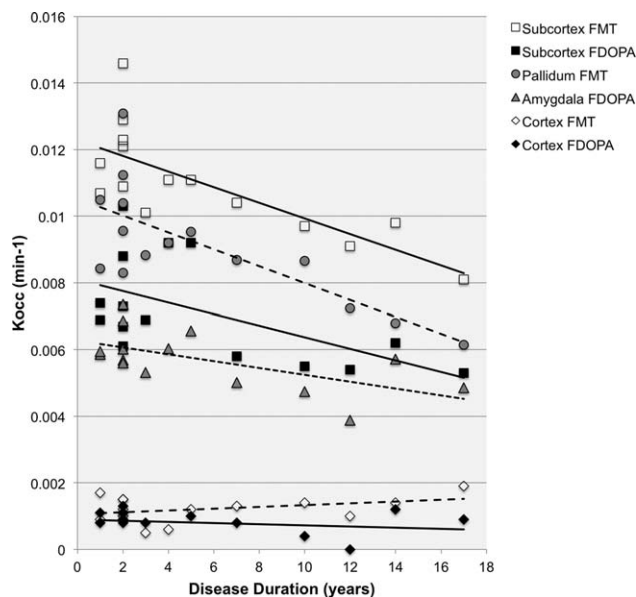 0.016
0.014
0.012
0.01
0.008
0.006
0.004
0.002
0
Kocc (min-1)
0 2 4 6 8 10 12 14 16 18
Disease Duration (years)
Subcortex FMT
Subcortex FDOPA
Pallidum FMT
Amygdala FDOPA
Cortex FMT
Cortex FDOPA